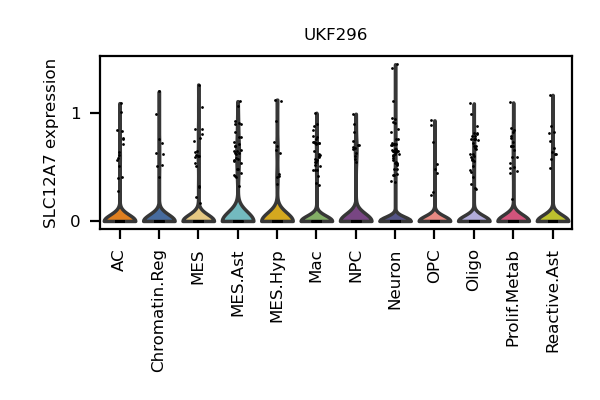 UKF296
SLC12A7 expression
1
0
AC
Chromatin.Reg
MES
MES.Ast
MES.Hyp
Mac
NPC
Neuron
OPC
Oligo
Prolif.Metab
Reactive.Ast